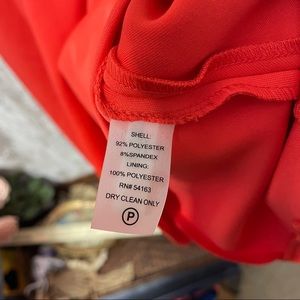 SHELL:
92% POLYESTER
8%SPANDEX
LINING:
100% POLYESTER
RN# 54163
DRY CLEAN ONLY
P